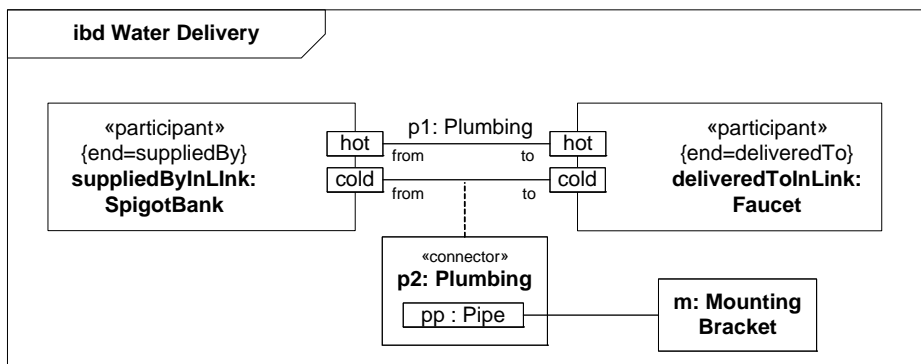 ibd Water Delivery
«participant»
{end=suppliedBy}
suppliedByInLInk:
SpigotBank
hot
cold
p1: Plumbing
from
to
from
to
hot
cold
«participant»
{end=deliveredTo}
deliveredToInLink:
Faucet
«connector»
p2: Plumbing
pp : Pipe
m: Mounting
Bracket